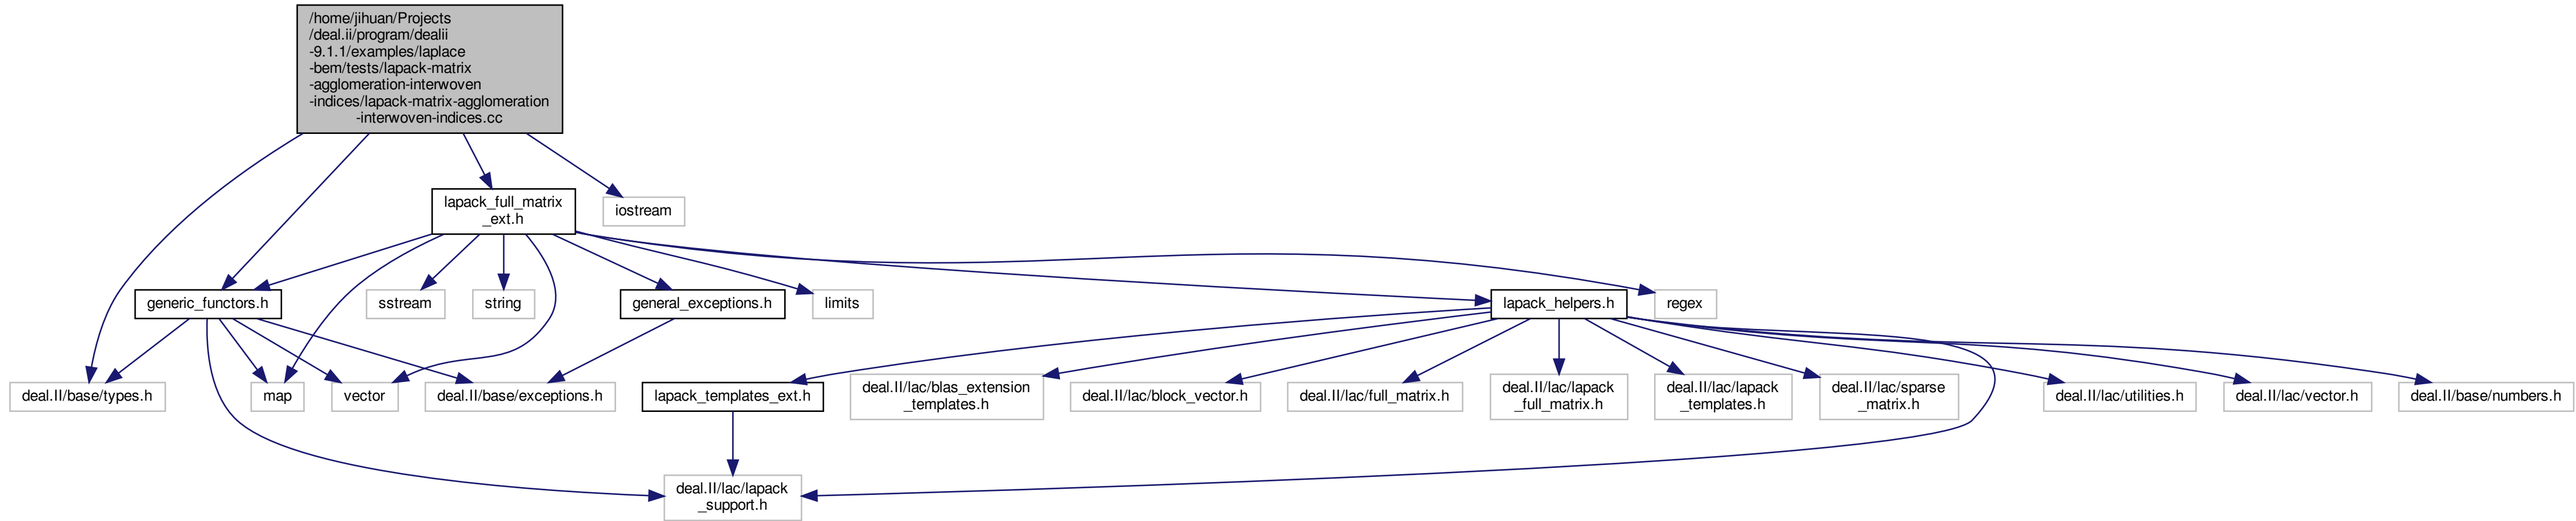 /home/jihuan/Projects
/deal.ii/program/dealii
-9.1.1/examples/laplace
-bem/tests/lapack-matrix
-agglomeration-interwoven
-indices/lapack-matrix-agglomeration
-interwoven-indices.cc
lapack_full_matrix
_ext.h
iostream
generic_functors.h
sstream
string
general_exceptions.h
limits
lapack_helpers.h
regex
deal.II/base/types.h
map
vector
deal.II/base/exceptions.h
lapack_templates_ext.h
deal.II/lac/blas_extension
_templates.h
deal.II/lac/block_vector.h
deal.II/lac/full_matrix.h
deal.II/lac/lapack
_full_matrix.h
deal.II/lac/lapack
_templates.h
deal.II/lac/sparse
_matrix.h
deal.II/lac/utilities.h
deal.II/lac/vector.h
deal.II/base/numbers.h
deal.II/lac/lapack
_support.h